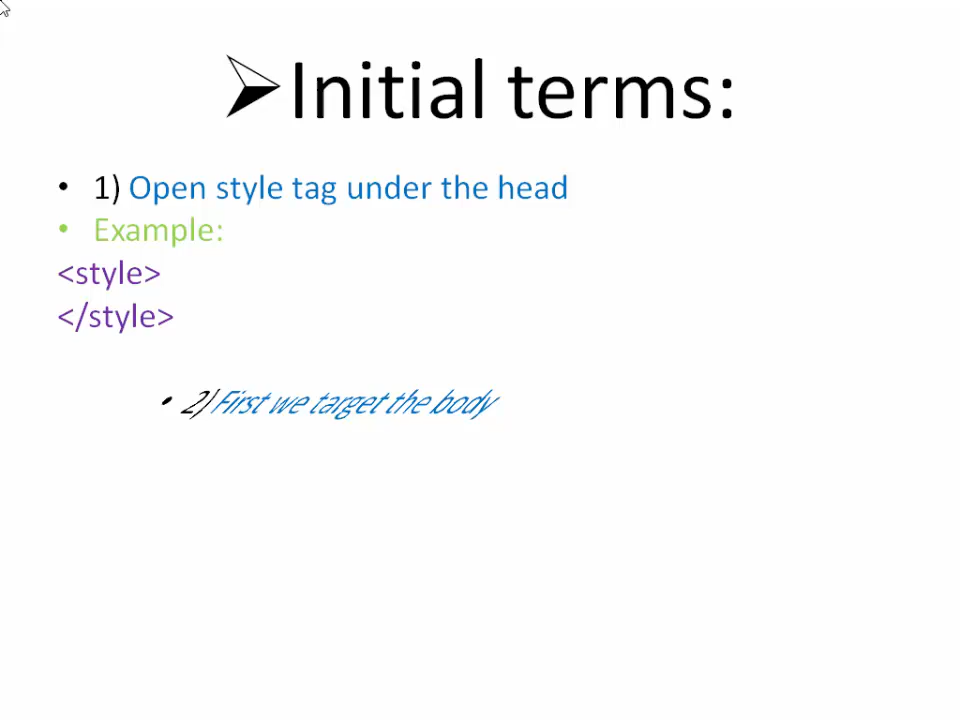 ➢Initial terms:
• 1) Open style tag under the head
• Example:
<style>
</style>
• 2) First we target the body